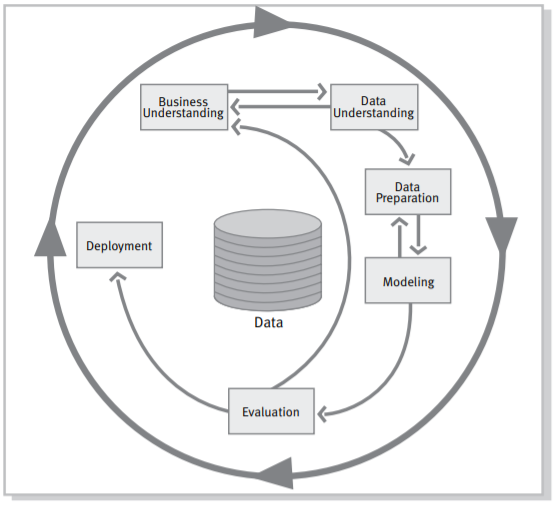 Business
Understanding
Data
Understanding
Data
Preparation
Deployment
Modeling
Data
Evaluation